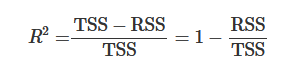 R² = (TSS − RSS) / TSS = 1 − RSS / TSS